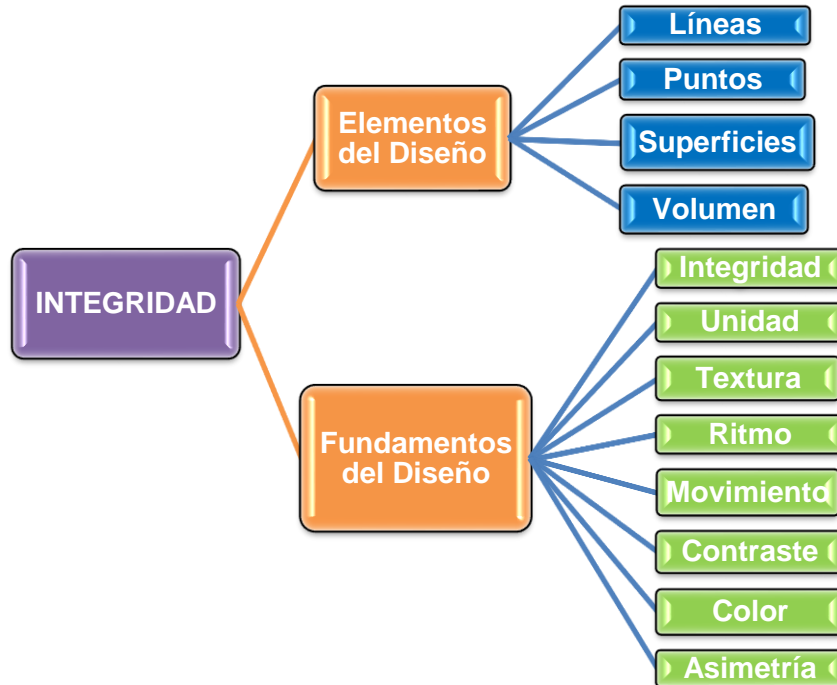 INTEGRIDAD
Elementos
del Diseño
Líneas
Puntos
Superficies
Volumen
Fundamentos
del Diseño
Integridad
Unidad
Textura
Ritmo
Movimiento
Contraste
Color
Asimetría